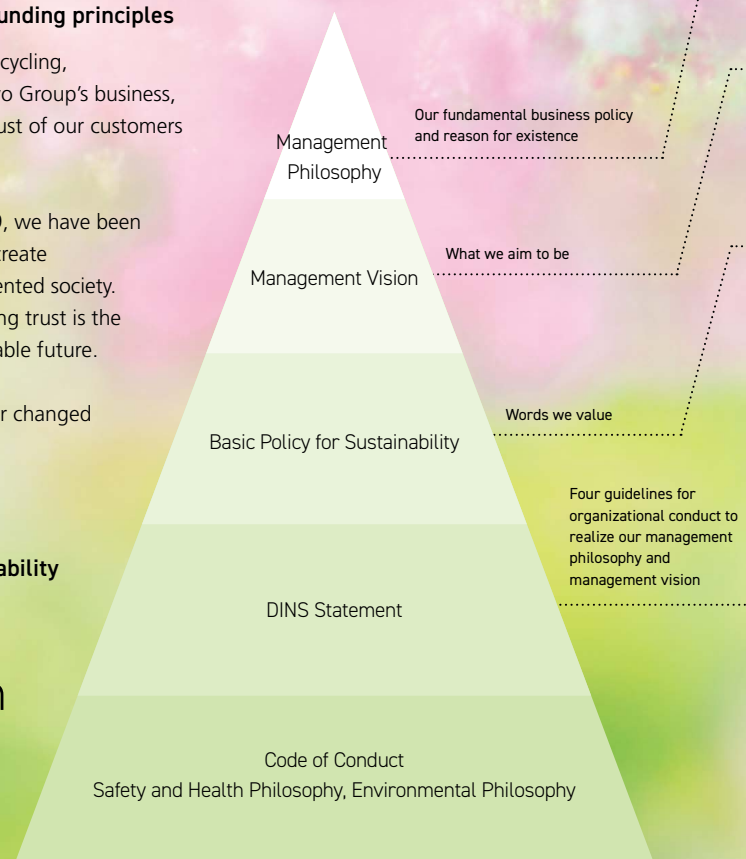 unding principles
cycling,
o Group's business,
ust of our customers
, we have been
reate
ented society.
ng trust is the
able future.
r changed
ability
Management
Philosophy
Our fundamental business policy
and reason for existence
Management Vision
What we aim to be
Basic Policy for Sustainability
Words we value
Four guidelines for
organizational conduct to
realize our management
philosophy and
management vision
DINS Statement
Code of Conduct
Safety and Health Philosophy, Environmental Philosophy